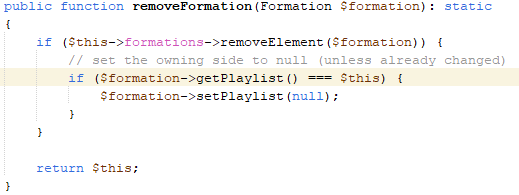 public function removeFormation(Formation $formation): static
{
    if ($this->formations->removeElement($formation)) {
        // set the owning side to null (unless already changed)
        if ($formation->getPlaylist() === $this) {
            $formation->setPlaylist(null);
        }
    }

    return $this;
}